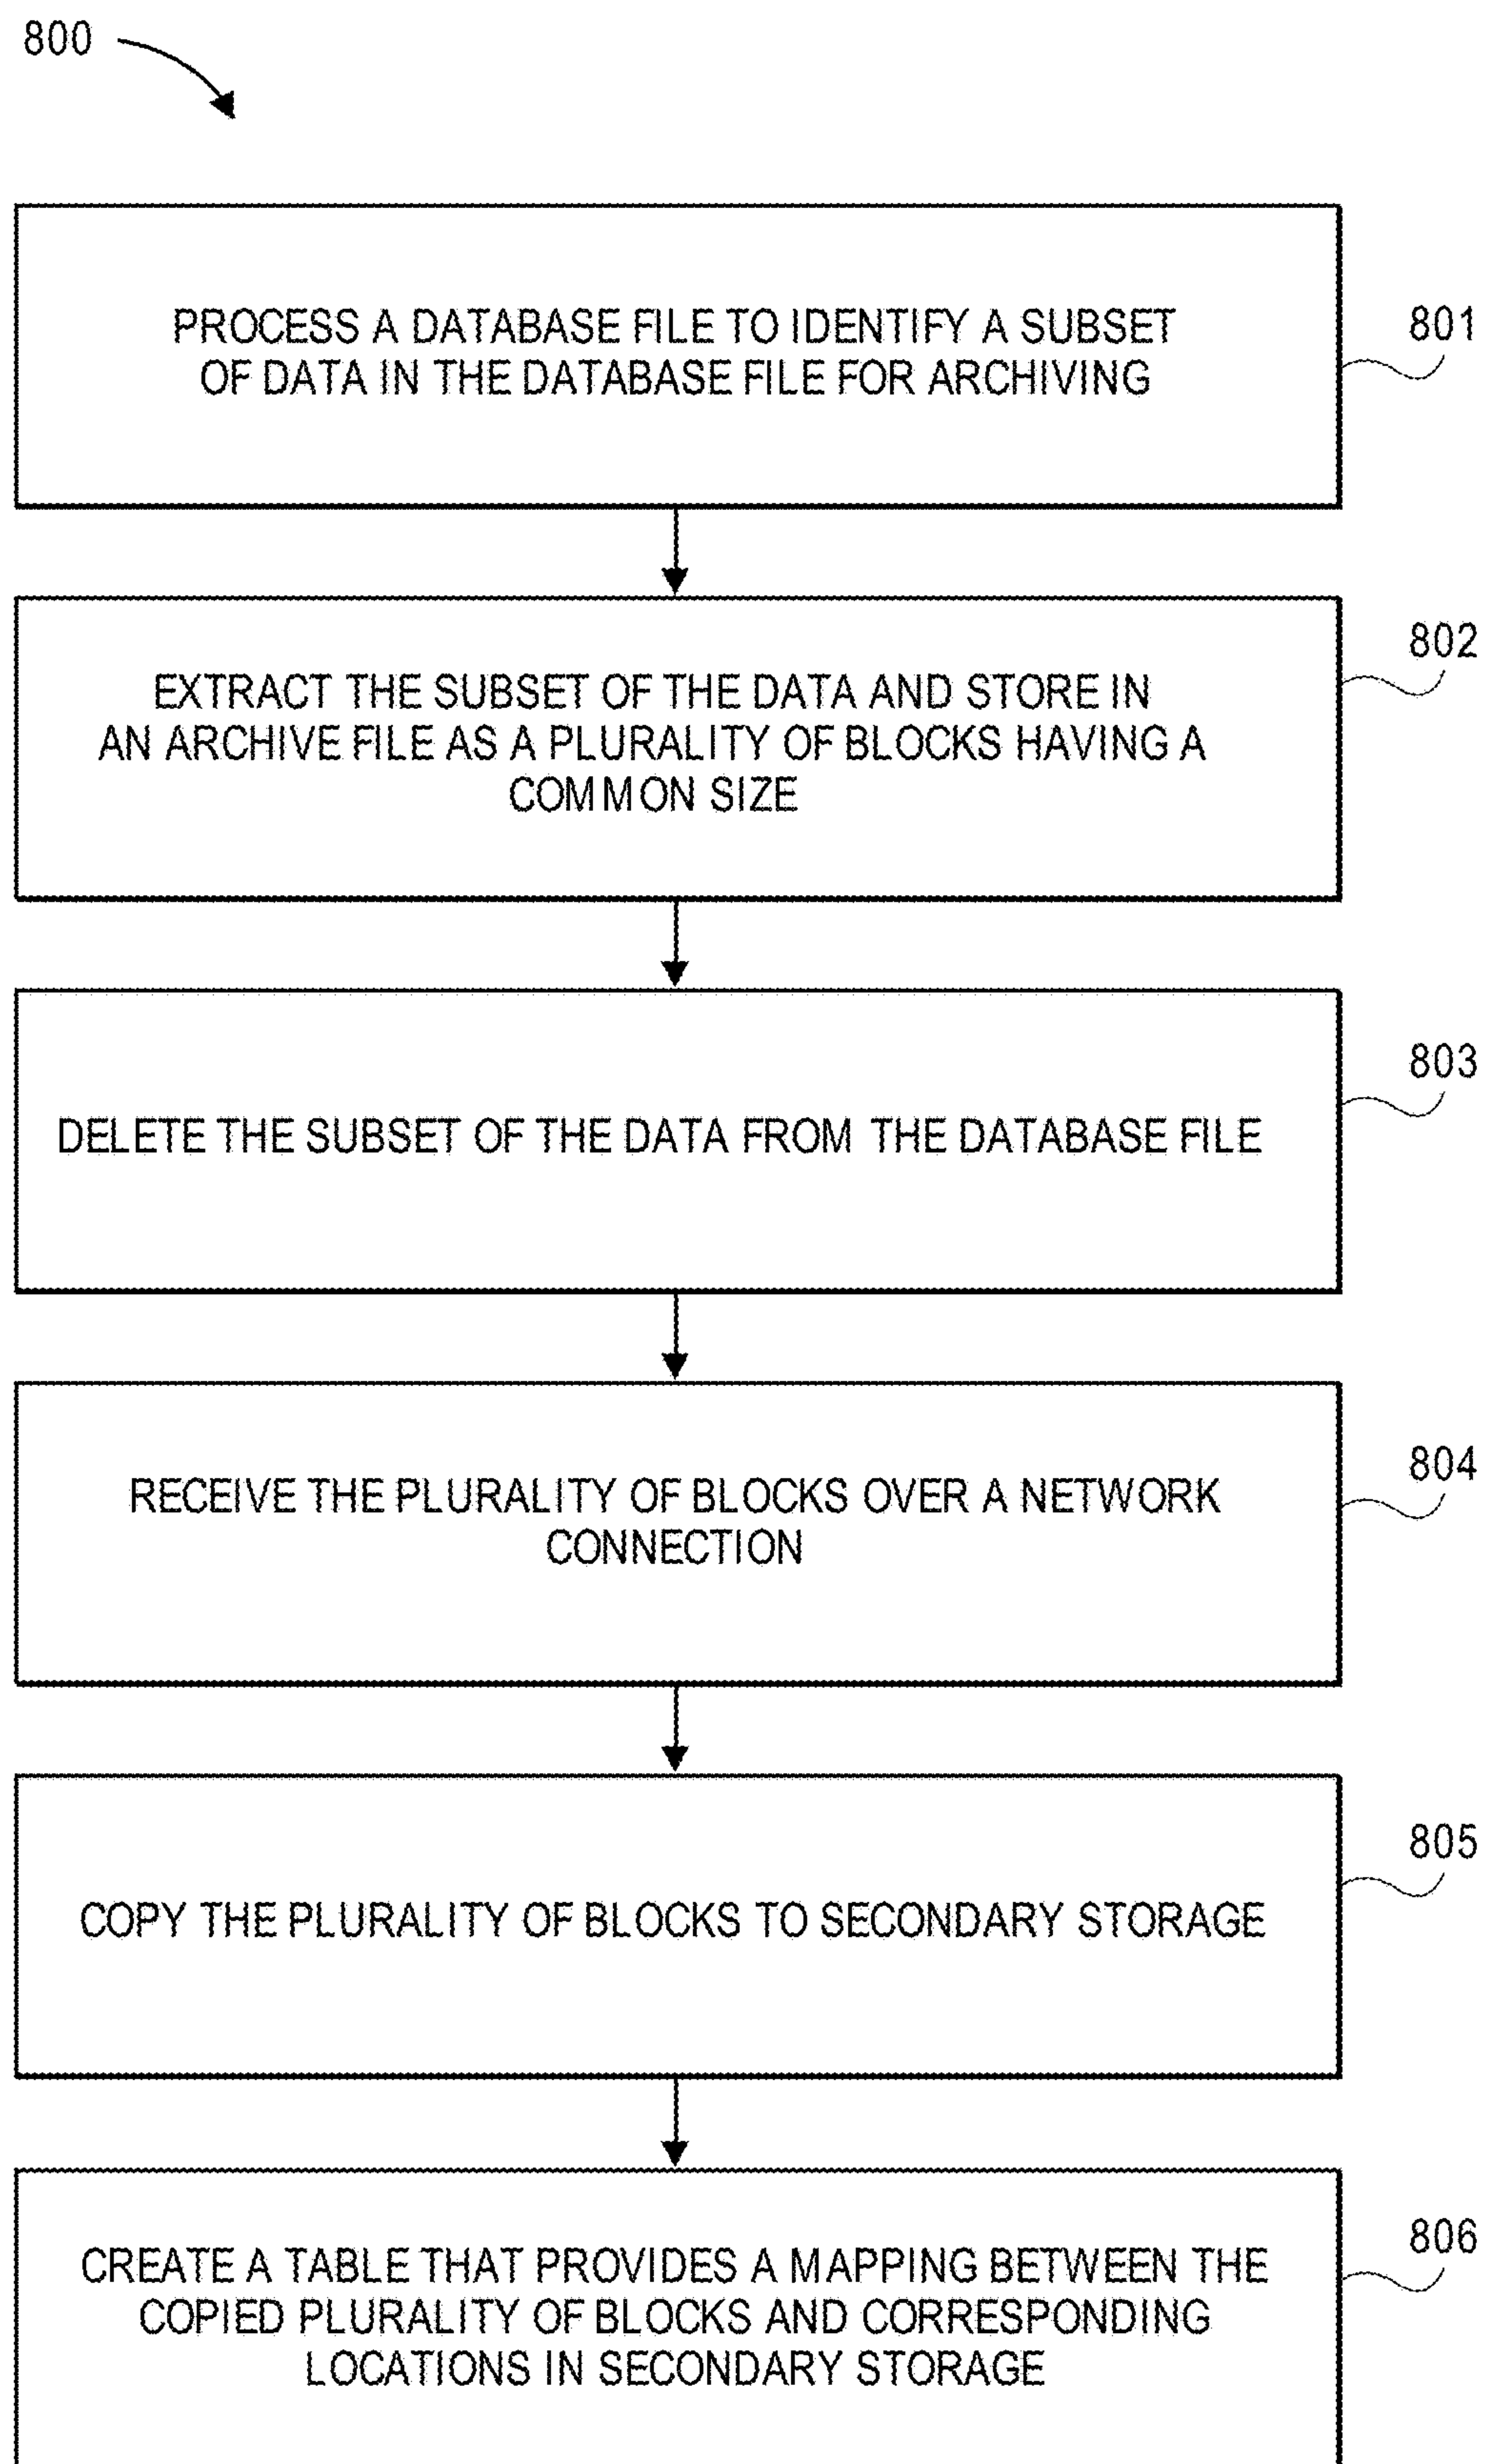 800
PROCESS A DATABASE FILE TO IDENTIFY A SUBSET
OF DATA IN THE DATABASE FILE FOR ARCHIVING
801
EXTRACT THE SUBSET OF THE DATA AND STORE IN
AN ARCHIVE FILE AS A PLURALITY OF BLOCKS HAVING A
COMMON SIZE
802
DELETE THE SUBSET OF THE DATA FROM THE DATABASE FILE
803
RECEIVE THE PLURALITY OF BLOCKS OVER A NETWORK
CONNECTION
804
COPY THE PLURALITY OF BLOCKS TO SECONDARY STORAGE
805
CREATE A TABLE THAT PROVIDES A MAPPING BETWEEN THE
COPIED PLURALITY OF BLOCKS AND CORRESPONDING
LOCATIONS IN SECONDARY STORAGE
806